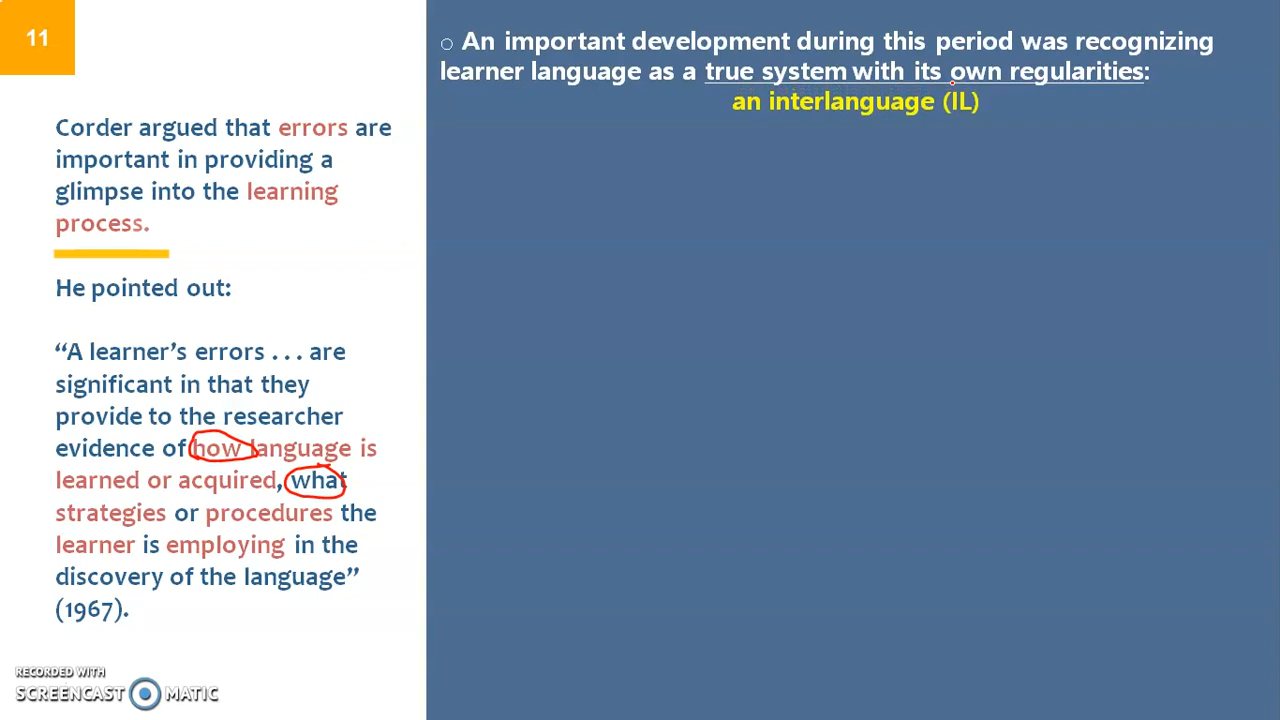 11
Corder argued that errors are
important in providing a
glimpse into the learning
process.
He pointed out:
“A learner’s errors . . . are
significant in that they
provide to the researcher
evidence of how language is
learned or acquired, what
strategies or procedures the
learner is employing in the
discovery of the language”
(1967).
An important development during this period was recognizing
learner language as a true system with its own regularities:
an interlanguage (IL)
RECORDED WITH
SCREENCAST MATIC